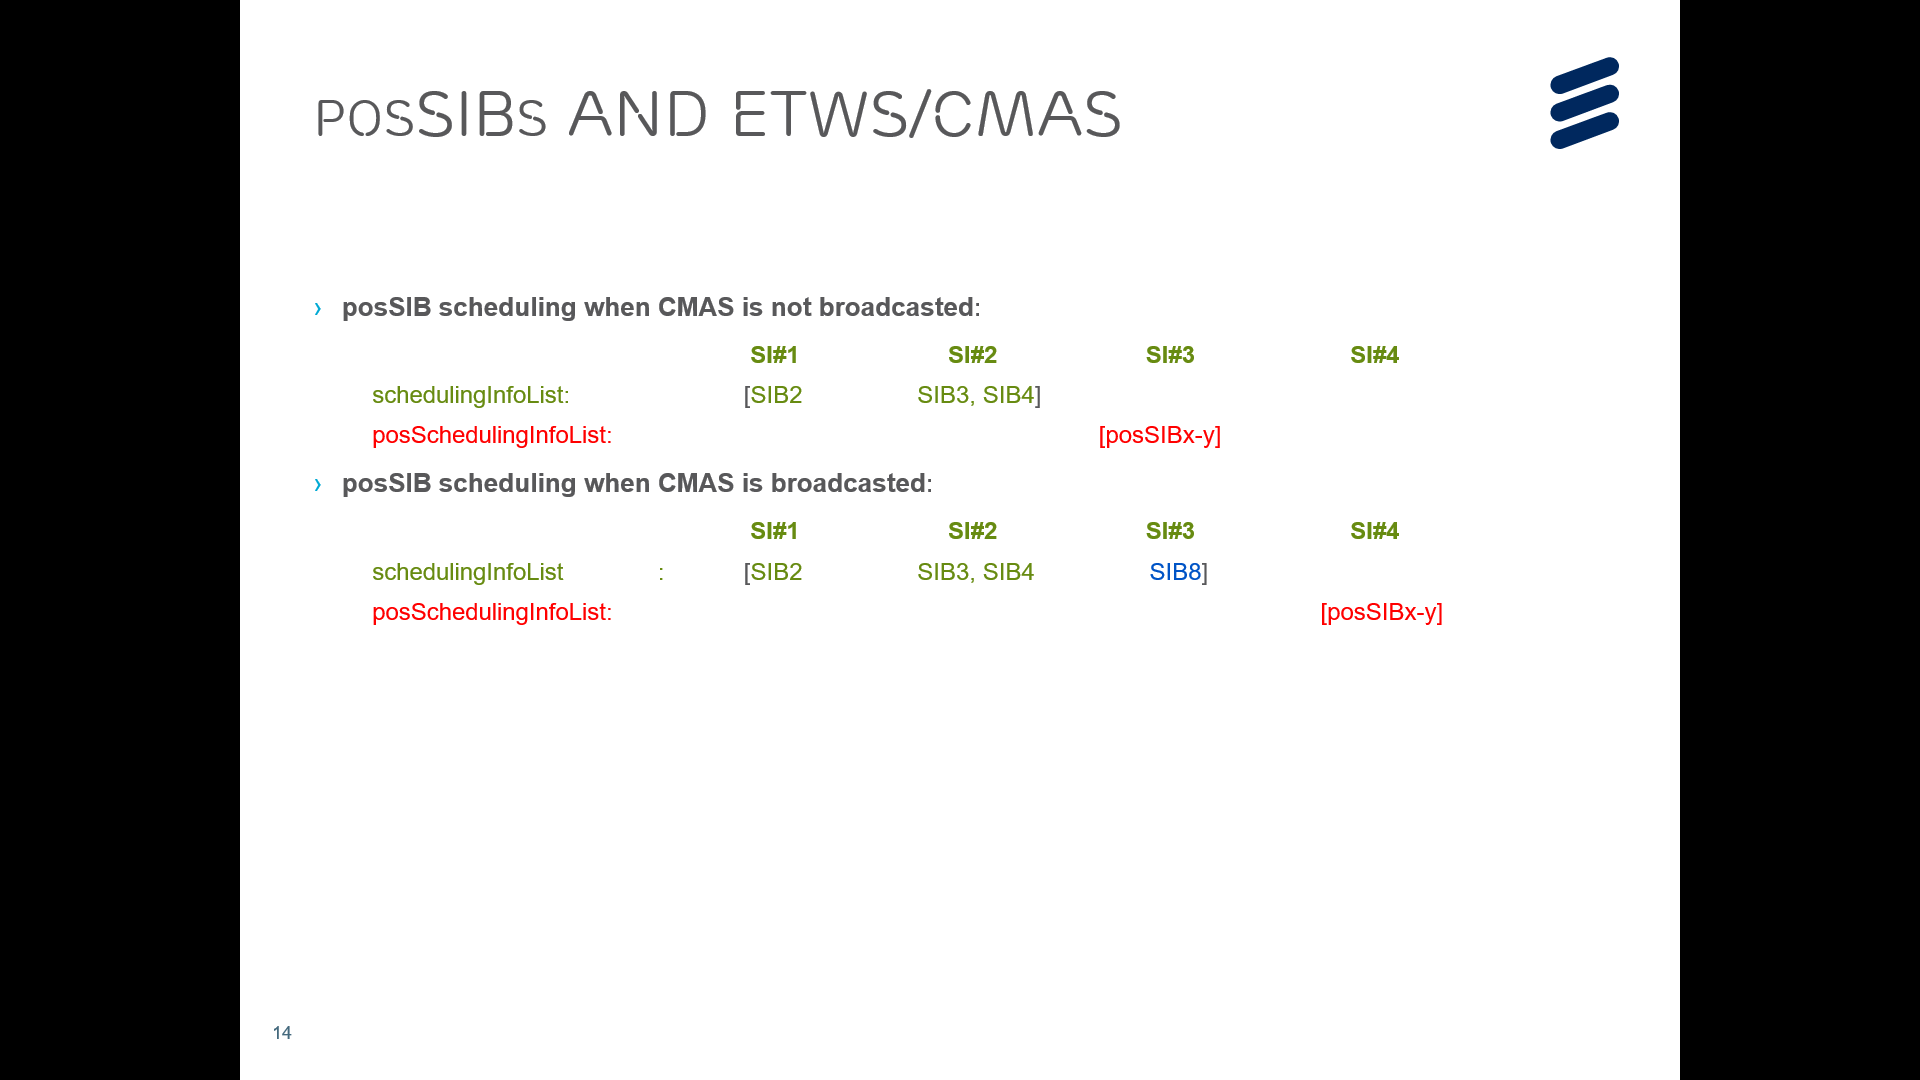 posSIBs AND ETWS/CMAS
› posSIB scheduling when CMAS is not broadcasted:
SI#1 SI#2 SI#3 SI#4
schedulingInfoList: [SIB2 SIB3, SIB4]
posSchedulingInfoList: [posSIBx-y]
› posSIB scheduling when CMAS is broadcasted:
SI#1 SI#2 SI#3 SI#4
schedulingInfoList : [SIB2 SIB3, SIB4 SIB8]
posSchedulingInfoList: [posSIBx-y]
14